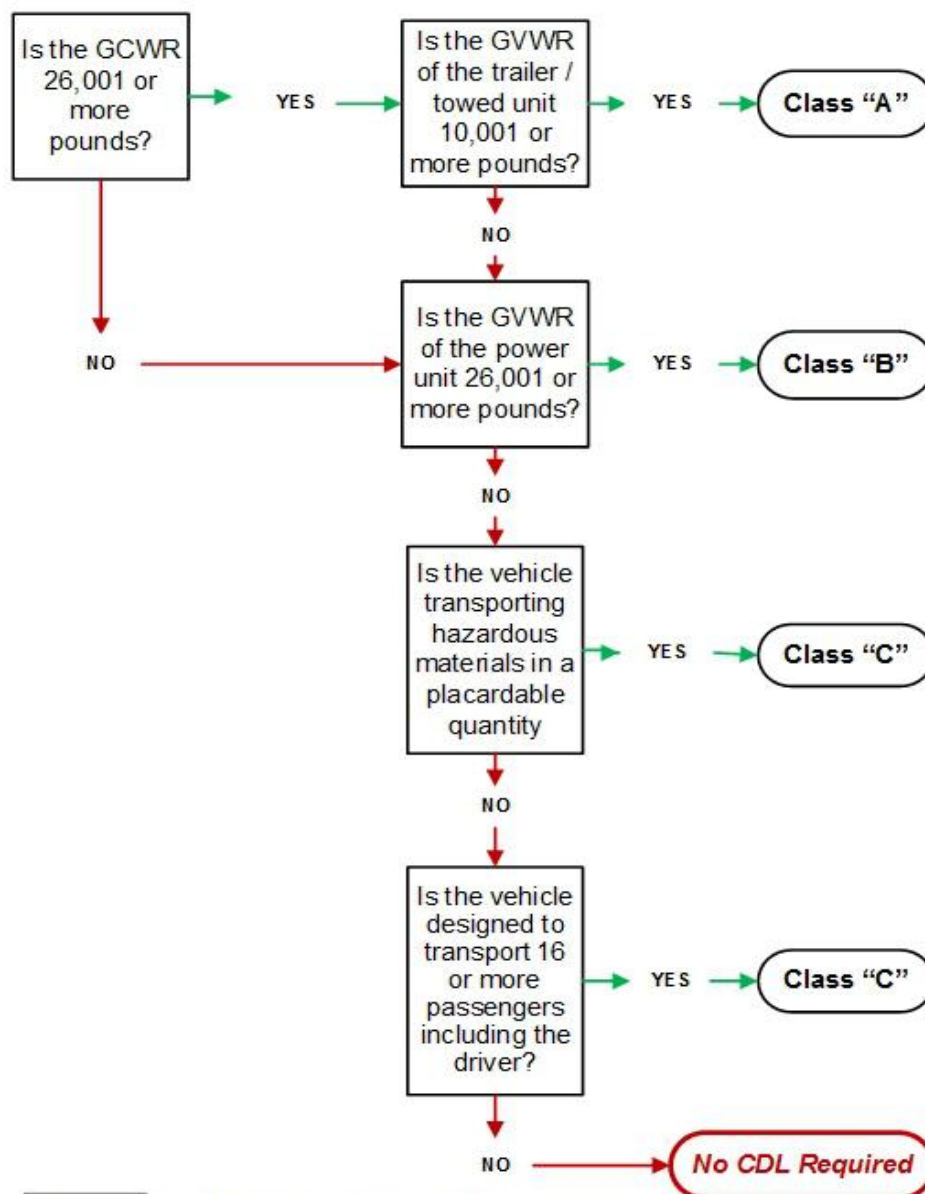 Is the GCWR
26,001 or
more
pounds?
YES
Is the GVWR
of the trailer /
towed unit
10,001 or
more pounds?
YES
Class “A”
NO
NO
Is the GVWR
of the power
unit 26,001 or
more pounds?
YES
Class “B”
NO
Is the vehicle
transporting
hazardous
materials in a
placardable
quantity
YES
Class “C”
NO
Is the vehicle
designed to
transport 16
or more
passengers
including the
driver?
YES
Class “C”
NO
No CDL Required